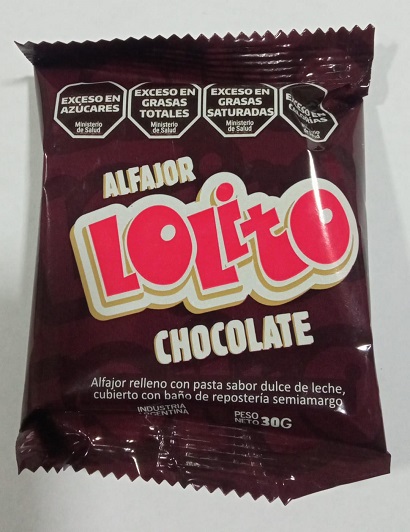 EXCESO EN
AZÚCARES
Ministerio
de Salud
EXCESO EN
GRASAS
TOTALES
Ministerio
de Salud
EXCESO EN
GRASAS
SATURADAS
Ministerio
de Salud
EXCESO EN
CALORÍAS
ALFAJOR
LOLITO
CHOCOLATE
Alfajor relleno con pasta sabor dulce de leche,
cubierto con baño de repostería semiamargo
INDUSTRIA
ARGENTINA
PESO
NETO 30G